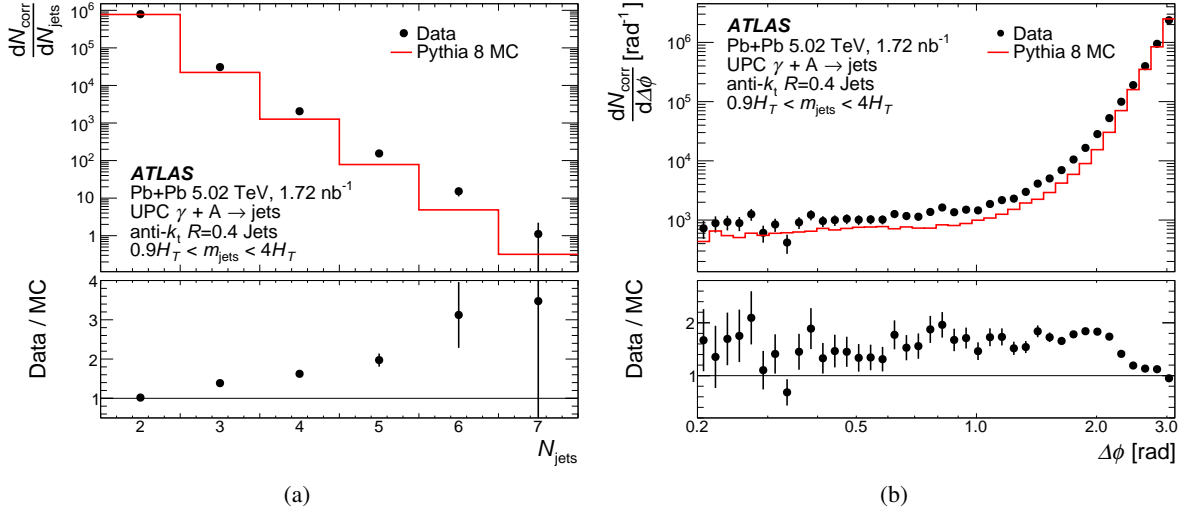 dN_corr
dN_jets
10^6
10^5
10^4
10^3
10^2
10
1
Data
Pythia 8 MC
ATLAS
Pb+Pb 5.02 TeV, 1.72 nb^-1
UPC γ + A → jets
anti-k_t R=0.4 Jets
0.9H_T < m_jets < 4H_T
Data / MC
4
3
2
1
2 3 4 5 6 7
N_jets
(a)
dN_corr
dΔϕ
[rad^-1]
10^6
10^5
10^4
10^3
ATLAS
Pb+Pb 5.02 TeV, 1.72 nb^-1
UPC γ + A → jets
anti-k_t R=0.4 Jets
0.9H_T < m_jets < 4H_T
Data
Pythia 8 MC
Data / MC
2
1
0.2 0.5 1.0 2.0 3.0
Δϕ [rad]
(b)